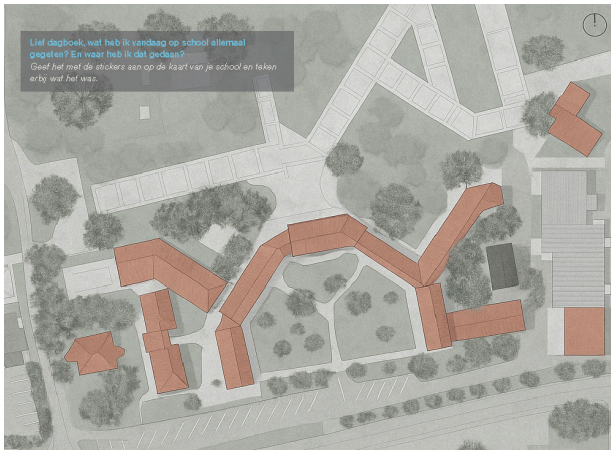 Lief dagboek, wat heb ik vandaag op school allemaal
gegeten? En waar heb ik dat gedaan?
Geef het met de stickers aan op de kaart van je school en teken
erbij wat het was.